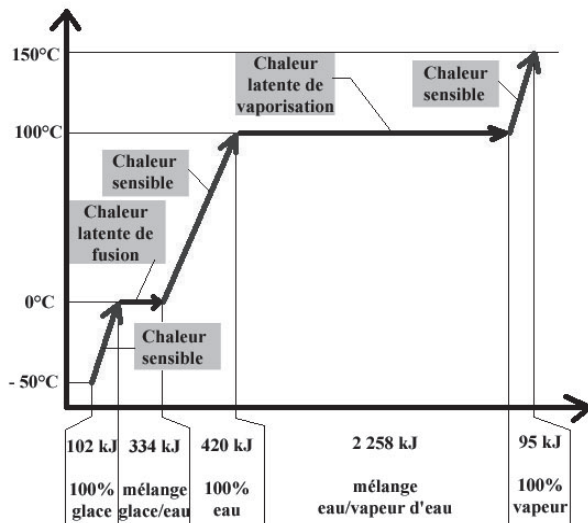 150°C
Chaleur
latente de
vaporisation
Chaleur
sensible
100°C
Chaleur
sensible
Chaleur
latente de
fusion
0°C
Chaleur
sensible
- 50°C
102 kJ 334 kJ 420 kJ 2 258 kJ 95 kJ
100% mélange 100% mélange 100%
glace glace/eau eau eau/vapeur d'eau vapeur